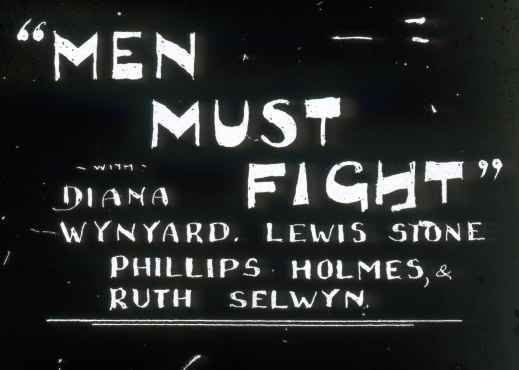 “MEN
MUST
FIGHT”
- WITH -
DIANA
WYNYARD. LEWIS STONE
PHILLIPS HOLMES, &
RUTH SELWYN.